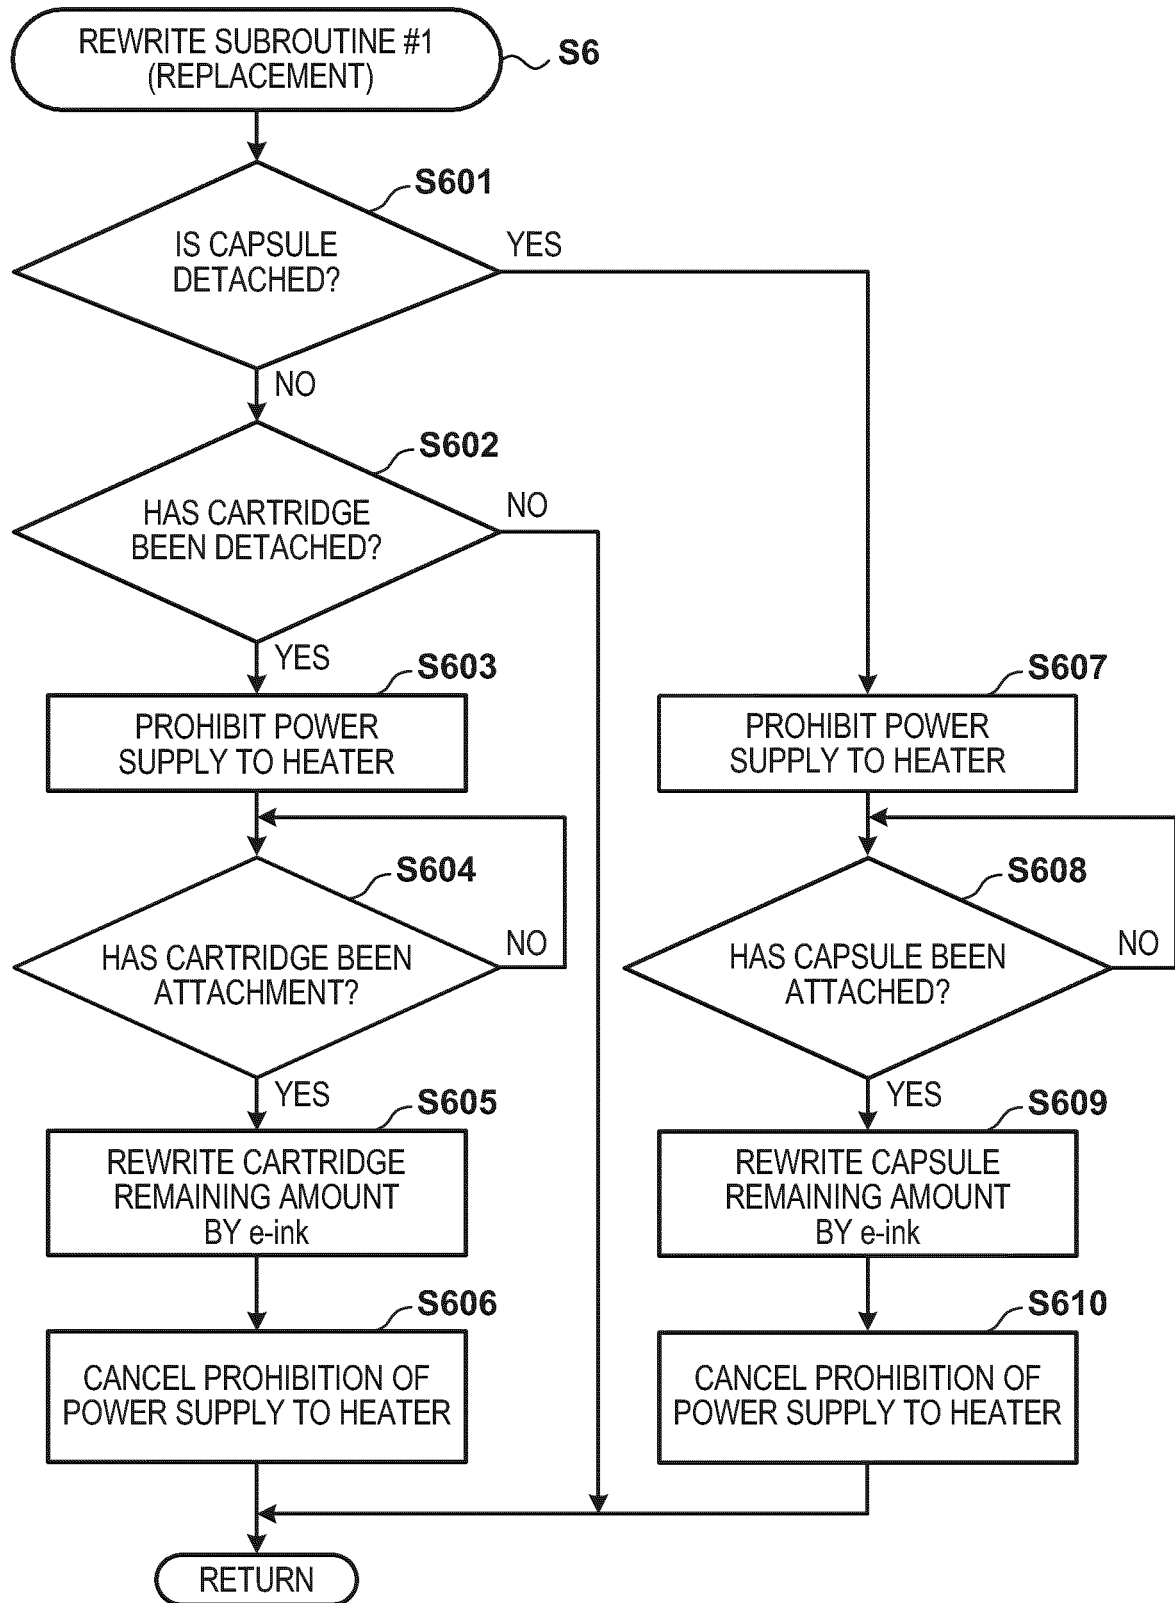 REWRITE SUBROUTINE #1
(REPLACEMENT)
S6
S601
IS CAPSULE
DETACHED?
YES
NO
S602
HAS CARTRIDGE
BEEN DETACHED?
NO
YES
S603
PROHIBIT POWER
SUPPLY TO HEATER
S607
PROHIBIT POWER
SUPPLY TO HEATER
S604
HAS CARTRIDGE BEEN
ATTACHMENT?
NO
YES
S608
HAS CAPSULE BEEN
ATTACHED?
NO
YES
S605
REWRITE CARTRIDGE
REMAINING AMOUNT
BY e-ink
S609
REWRITE CAPSULE
REMAINING AMOUNT
BY e-ink
S606
CANCEL PROHIBITION OF
POWER SUPPLY TO HEATER
S610
CANCEL PROHIBITION OF
POWER SUPPLY TO HEATER
RETURN